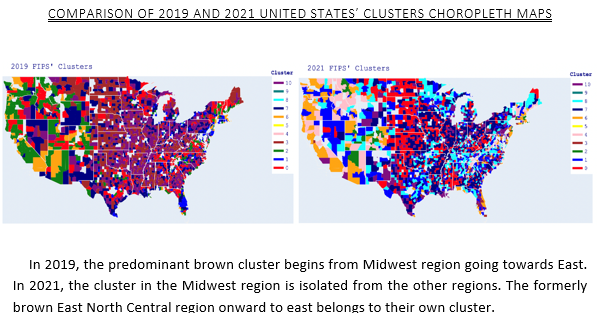 COMPARISON OF 2019 AND 2021 UNITED STATES’ CLUSTERS CHOROPLETH MAPS
2019 FIPS' Clusters
Cluster
10
9
8
7
6
5
4
3
2
1
0
2021 FIPS' Clusters
Cluster
10
9
8
7
6
5
4
3
2
1
0
In 2019, the predominant brown cluster begins from Midwest region going towards East.
In 2021, the cluster in the Midwest region is isolated from the other regions. The formerly
brown East North Central region onward to east belongs to their own cluster.